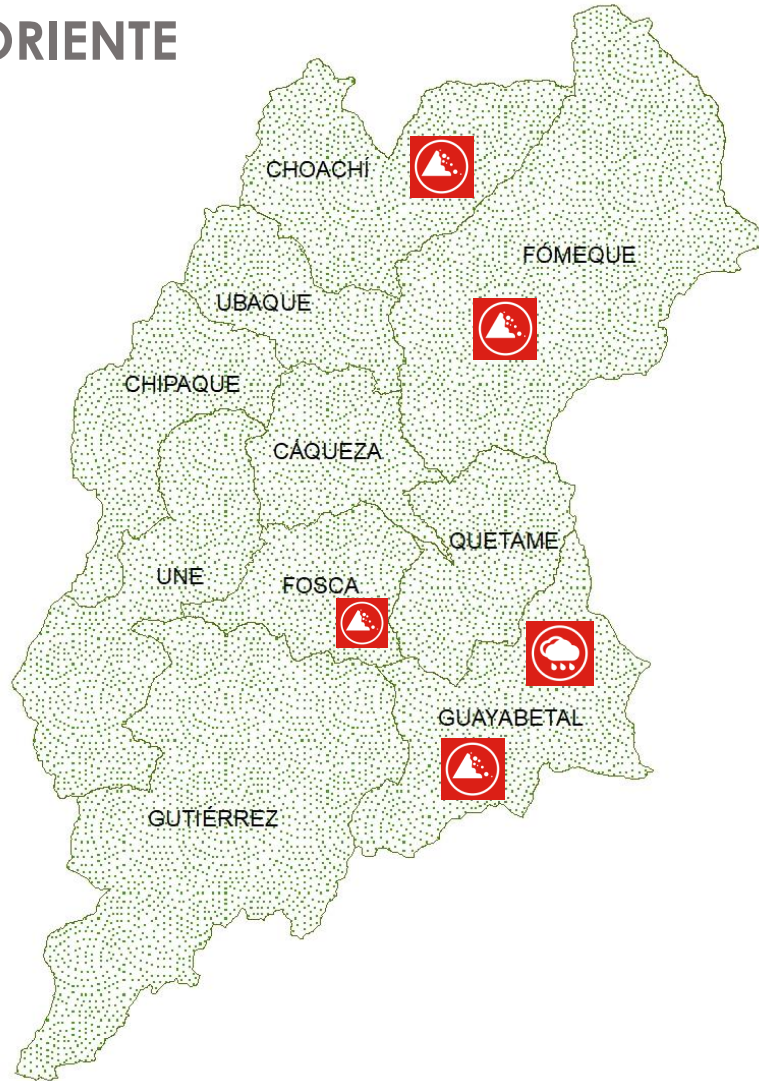 ORIENTE
CHOACHÍ
FÓMEQUE
UBAQUE
CHIPAQUE
CÁQUEZA
QUETAME
UNE
FOSCA
GUAYABETAL
GUTIÉRREZ